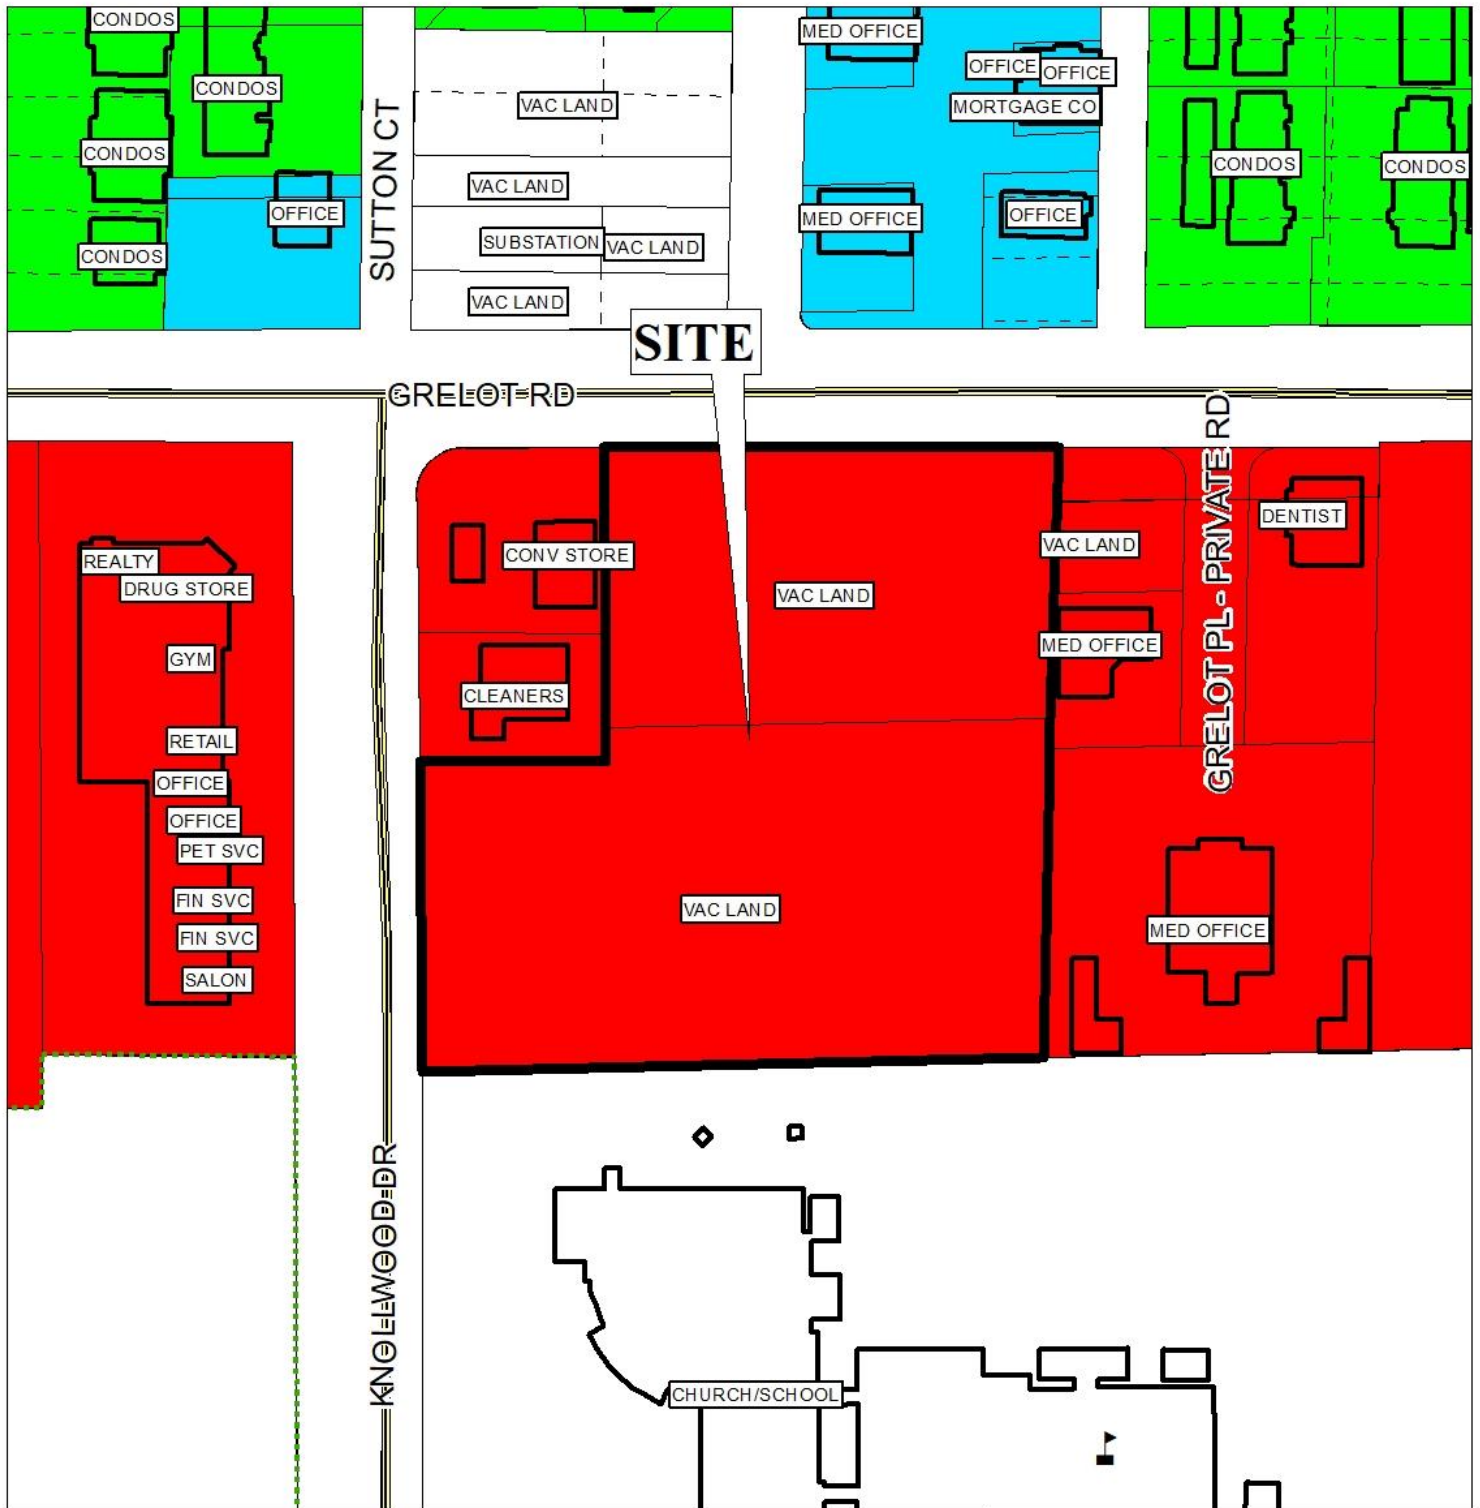 CONDOS
MED OFFICE
OFFICE
OFFICE
CONDOS
VAC LAND
MORTGAGE CO
CONDOS
CONDOS
CONDOS
SUTTON CT
VAC LAND
OFFICE
MED OFFICE
OFFICE
SUBSTATION
VAC LAND
CONDOS
VAC LAND
SITE
GRELOT RD
GRELOT PL - PRIVATE RD
DENTIST
VAC LAND
CONV STORE
REALTY
DRUG STORE
VAC LAND
MED OFFICE
GYM
CLEANERS
RETAIL
OFFICE
OFFICE
PET SVC
FIN SVC
VAC LAND
MED OFFICE
FIN SVC
SALON
KNOLLWOOD DR
CHURCH/SCHOOL